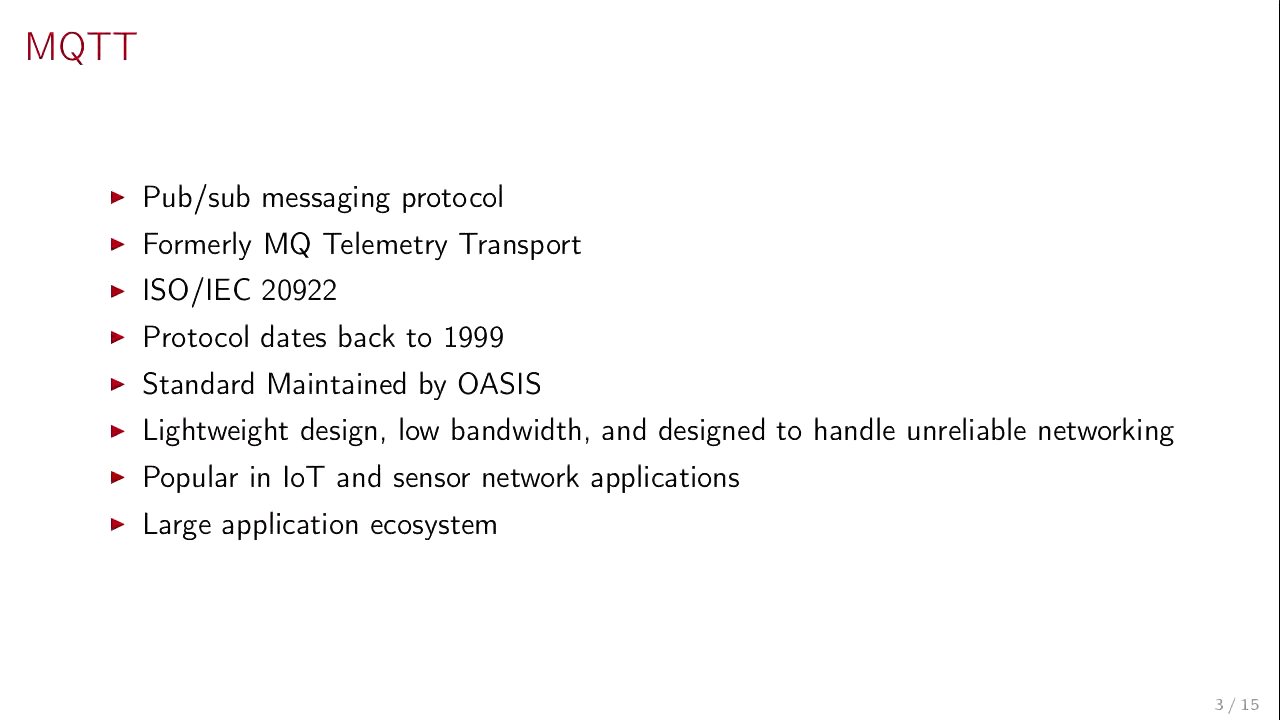 MQTT
Pub/sub messaging protocol
Formerly MQ Telemetry Transport
ISO/IEC 20922
Protocol dates back to 1999
Standard Maintained by OASIS
Lightweight design, low bandwidth, and designed to handle unreliable networking
Popular in IoT and sensor network applications
Large application ecosystem
3 / 15